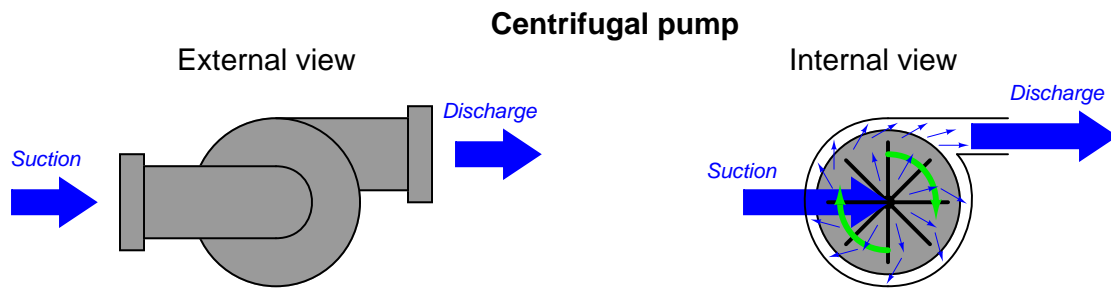 Centrifugal pump
External view
Internal view
Suction
Discharge
Suction
Discharge